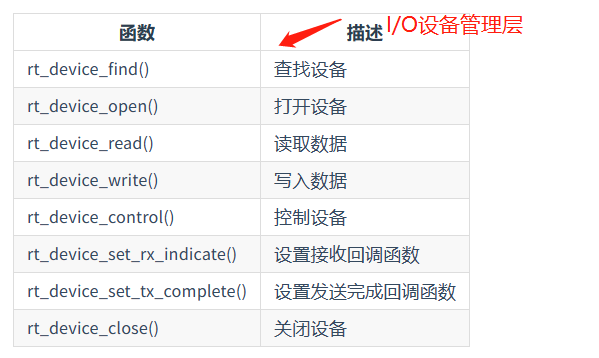 函数 描述 I/O设备管理层
rt_device_find() 查找设备
rt_device_open() 打开设备
rt_device_read() 读取数据
rt_device_write() 写入数据
rt_device_control() 控制设备
rt_device_set_rx_indicate() 设置接收回调函数
rt_device_set_tx_complete() 设置发送完成回调函数
rt_device_close() 关闭设备